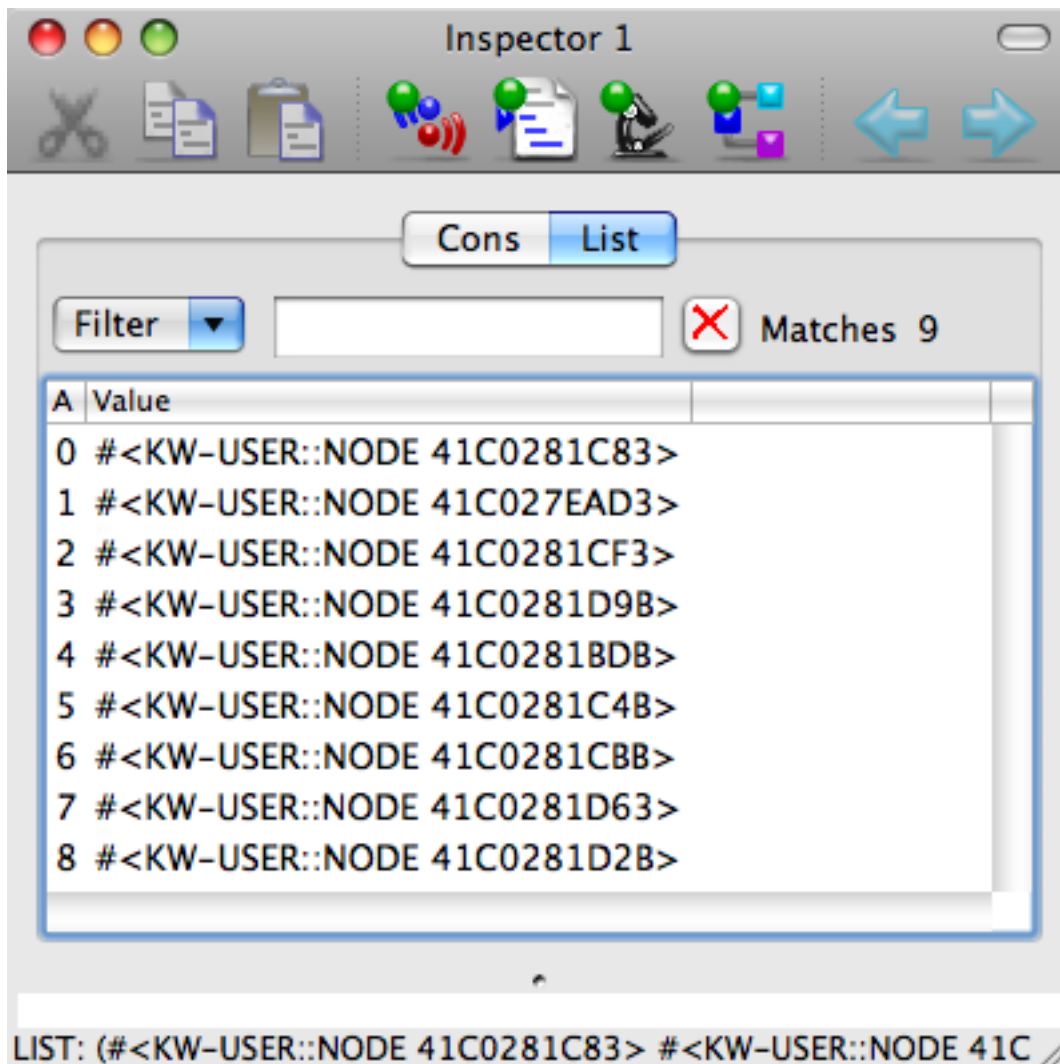 Inspector 1
Cons List
Filter Matches 9
A Value
0 #<KW-USER::NODE 41C0281C83>
1 #<KW-USER::NODE 41C027EAD3>
2 #<KW-USER::NODE 41C0281CF3>
3 #<KW-USER::NODE 41C0281D9B>
4 #<KW-USER::NODE 41C0281BDB>
5 #<KW-USER::NODE 41C0281C4B>
6 #<KW-USER::NODE 41C0281CBB>
7 #<KW-USER::NODE 41C0281D63>
8 #<KW-USER::NODE 41C0281D2B>
LIST: (#<KW-USER::NODE 41C0281C83> #<KW-USER::NODE 41C